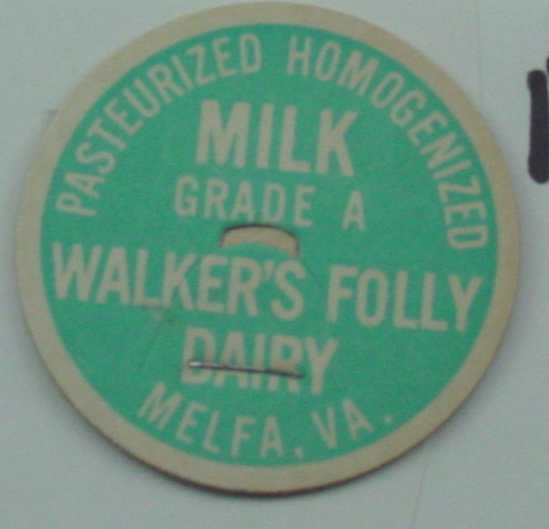 PASTEURIZED HOMOGENIZED
MILK
GRADE A
WALKER'S FOLLY
DAIRY
MELFA, VA.